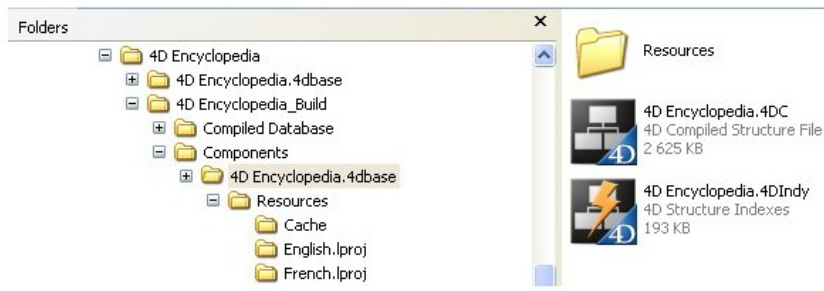 Folders
4D Encyclopedia
4D Encyclopedia.4dbase
4D Encyclopedia_Build
Compiled Database
Components
4D Encyclopedia.4dbase
Resources
Cache
English.lproj
French.lproj
Resources
4D Encyclopedia.4DC
4D Compiled Structure File
2 625 KB
4D
4D Encyclopedia.4DIndy
4D Structure Indexes
193 KB
4D